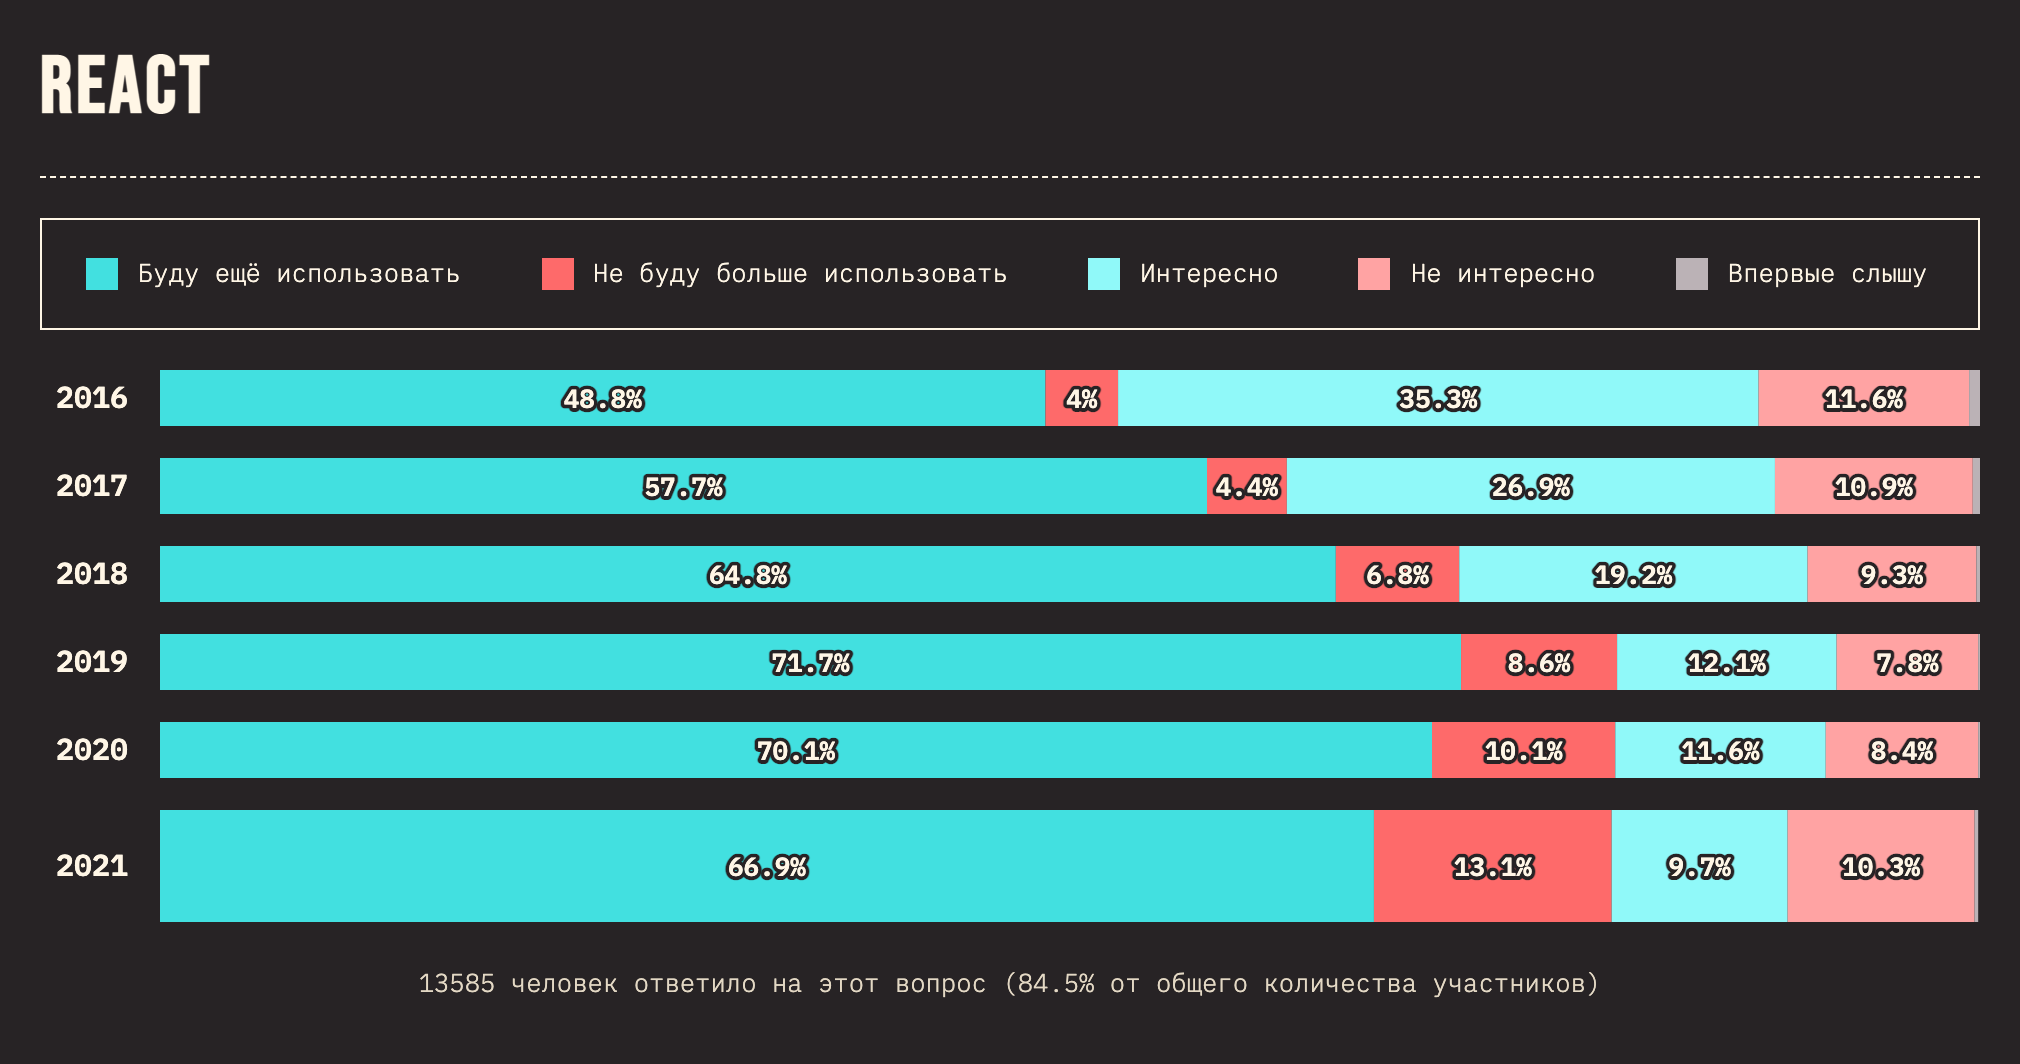 REACT
Буду ещё использовать Не буду больше использовать Интересно Не интересно Впервые слышу
2016 48.8% 4% 35.3% 11.6%
2017 57.7% 4.4% 26.9% 10.9%
2018 64.8% 6.8% 19.2% 9.3%
2019 71.7% 8.6% 12.1% 7.8%
2020 70.1% 10.1% 11.6% 8.4%
2021 66.9% 13.1% 9.7% 10.3%
13585 человек ответило на этот вопрос (84.5% от общего количества участников)